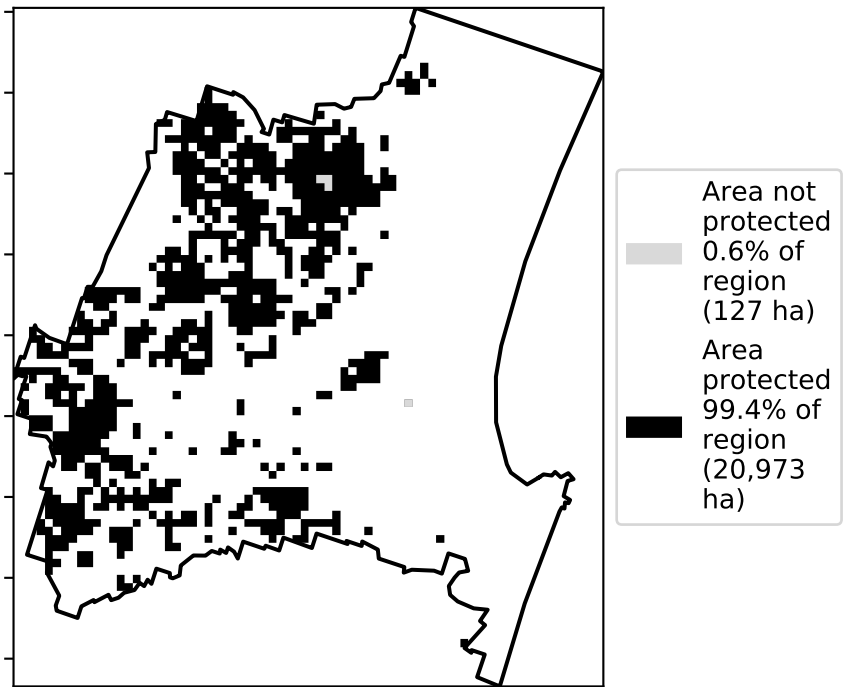 Area not
protected
0.6% of
region
(127 ha)
Area
protected
99.4% of
region
(20,973
ha)